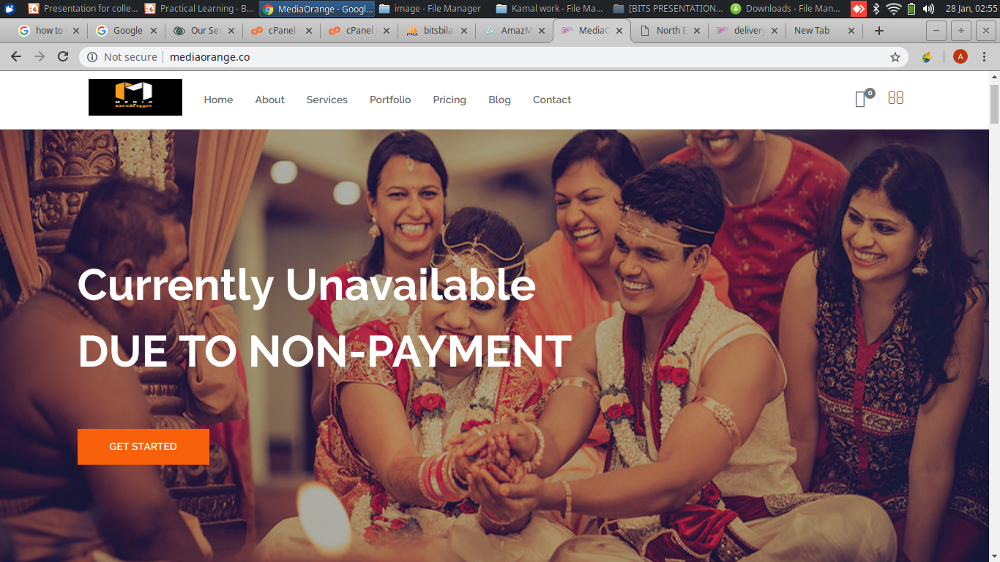 Presentation for colle...
Practical Learning - B...
MediaOrange - Googl...
image - File Manager
Kamal work - File Ma...
[BITS PRESENTATION...
Downloads - File Man...
28 Jan, 02:55
how to
Google
Our Ser
cPanel
cPanel
PMA bitsbilas
AmazM
MediaO
North E
delivery
New Tab
Not secure | mediaorange.co
A
MEDIA
orange
Home About Services Portfolio Pricing Blog Contact
0
Currently Unavailable
DUE TO NON-PAYMENT
GET STARTED